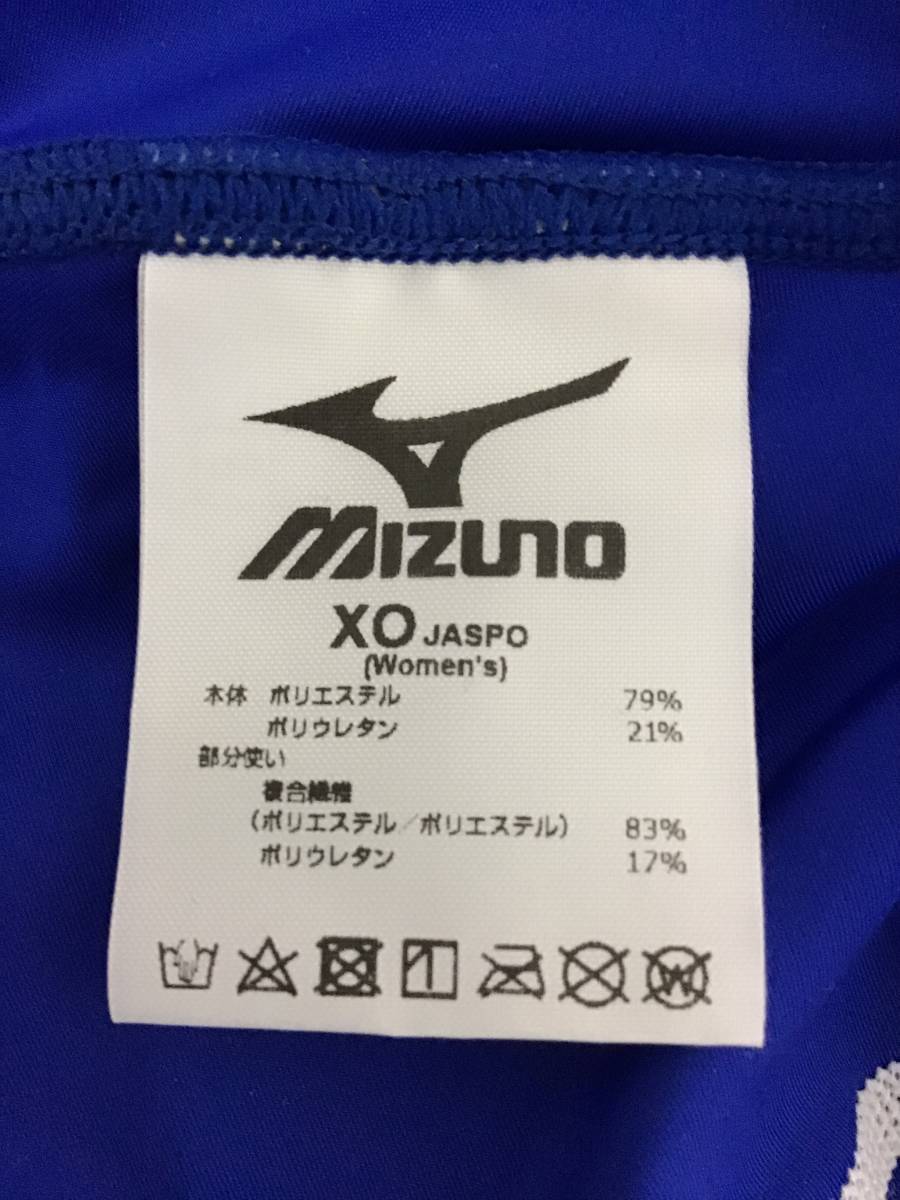 MIZUNO
XO JASPO
(Women's)
本体 ポリエステル 79%
ポリウレタン 21%
部分使い
複合繊維
(ポリエステル/ポリエステル) 83%
ポリウレタン 17%
W